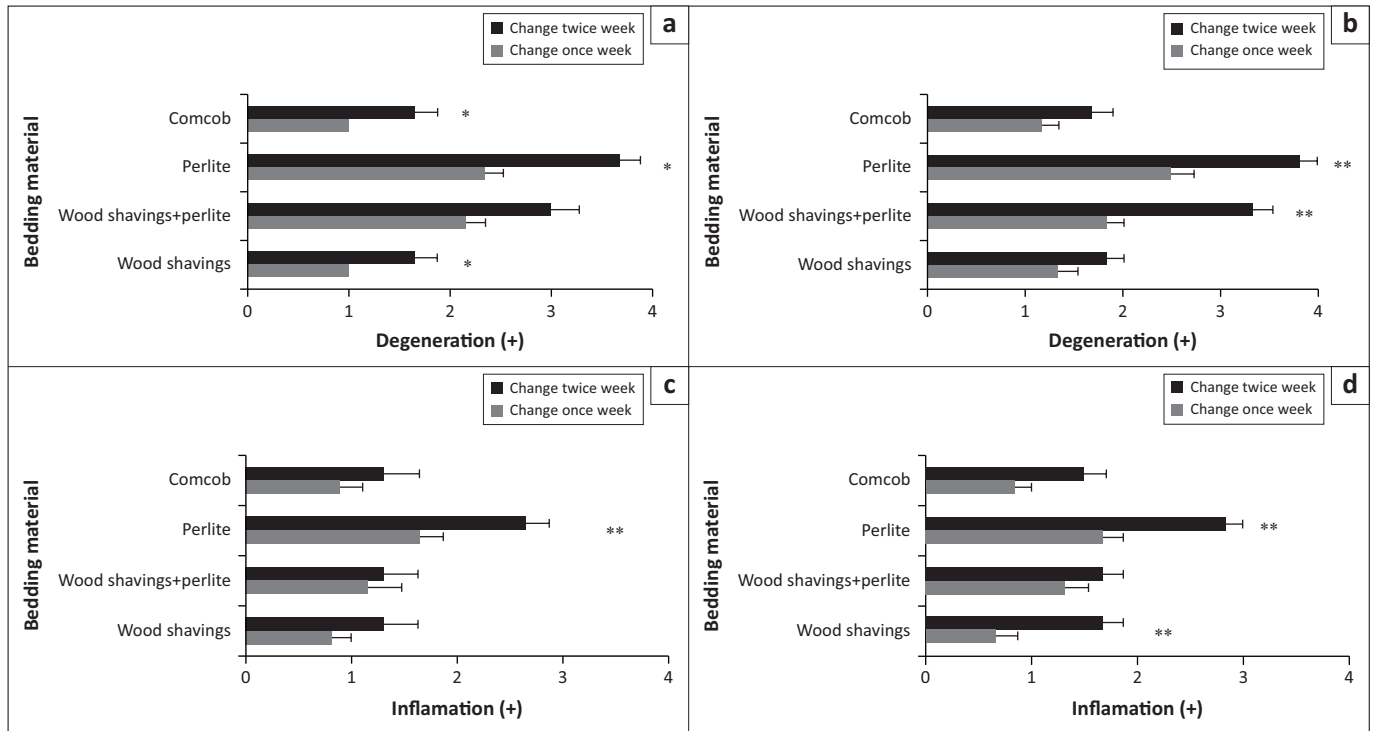 a
Change twice week
Change once week
Bedding material
Comcob
*
Perlite
*
Wood shavings+perlite
Wood shavings
*
0 1 2 3 4
Degeneration (+)
b
Change twice week
Change once week
Bedding material
Comcob
Perlite
**
Wood shavings+perlite
**
Wood shavings
0 1 2 3 4
Degeneration (+)
c
Change twice week
Change once week
Bedding material
Comcob
Perlite
**
Wood shavings+perlite
Wood shavings
0 1 2 3 4
Inflamation (+)
d
Change twice week
Change once week
Bedding material
Comcob
Perlite
**
Wood shavings+perlite
Wood shavings
**
0 1 2 3 4
Inflamation (+)